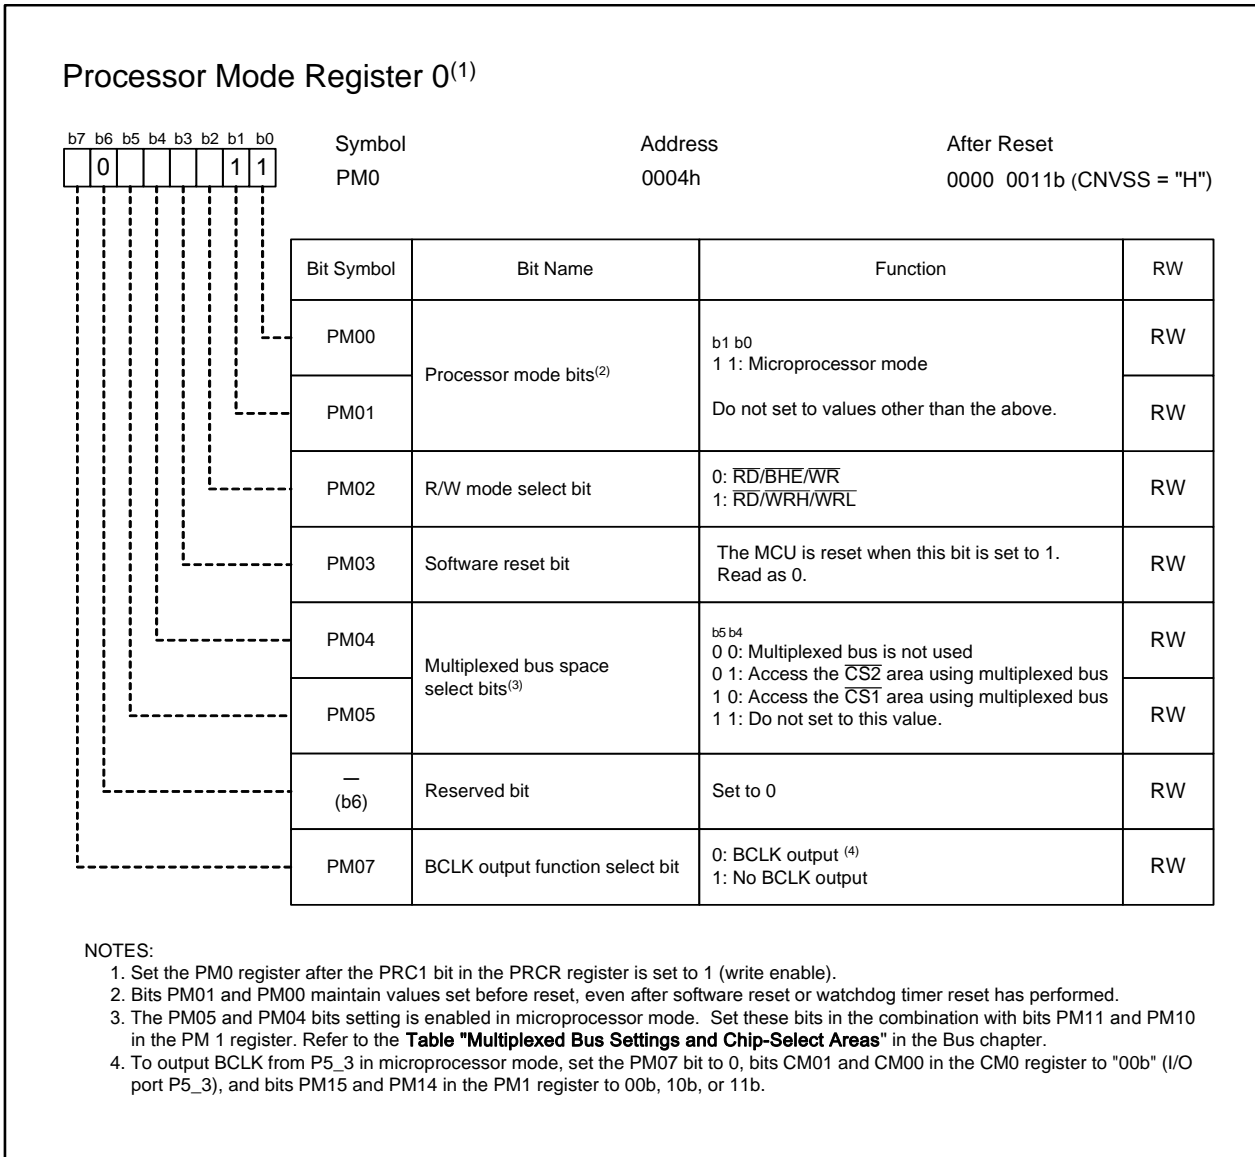 Processor Mode Register 0(1)
b7 b6 b5 b4 b3 b2 b1 b0
0 1 1
Symbol Address After Reset
PM0 0004h 0000 0011b (CNVSS = "H")
Bit Symbol Bit Name Function RW
PM00 RW
Processor mode bits(2)
b1 b0
1 1: Microprocessor mode
Do not set to values other than the above.
PM01 RW
PM02 R/W mode select bit
0: RD/BHE/WR
1: RD/WRH/WRL
RW
PM03 Software reset bit
The MCU is reset when this bit is set to 1.
Read as 0.
RW
PM04 RW
Multiplexed bus space
select bits(3)
b5 b4
0 0: Multiplexed bus is not used
0 1: Access the CS2 area using multiplexed bus
1 0: Access the CS1 area using multiplexed bus
1 1: Do not set to this value.
PM05 RW
—
(b6)
Reserved bit Set to 0 RW
PM07 BCLK output function select bit
0: BCLK output (4)
1: No BCLK output
RW
NOTES:
1. Set the PM0 register after the PRC1 bit in the PRCR register is set to 1 (write enable).
2. Bits PM01 and PM00 maintain values set before reset, even after software reset or watchdog timer reset has performed.
3. The PM05 and PM04 bits setting is enabled in microprocessor mode. Set these bits in the combination with bits PM11 and PM10
in the PM 1 register. Refer to the Table "Multiplexed Bus Settings and Chip-Select Areas" in the Bus chapter.
4. To output BCLK from P5_3 in microprocessor mode, set the PM07 bit to 0, bits CM01 and CM00 in the CM0 register to "00b" (I/O
port P5_3), and bits PM15 and PM14 in the PM1 register to 00b, 10b, or 11b.